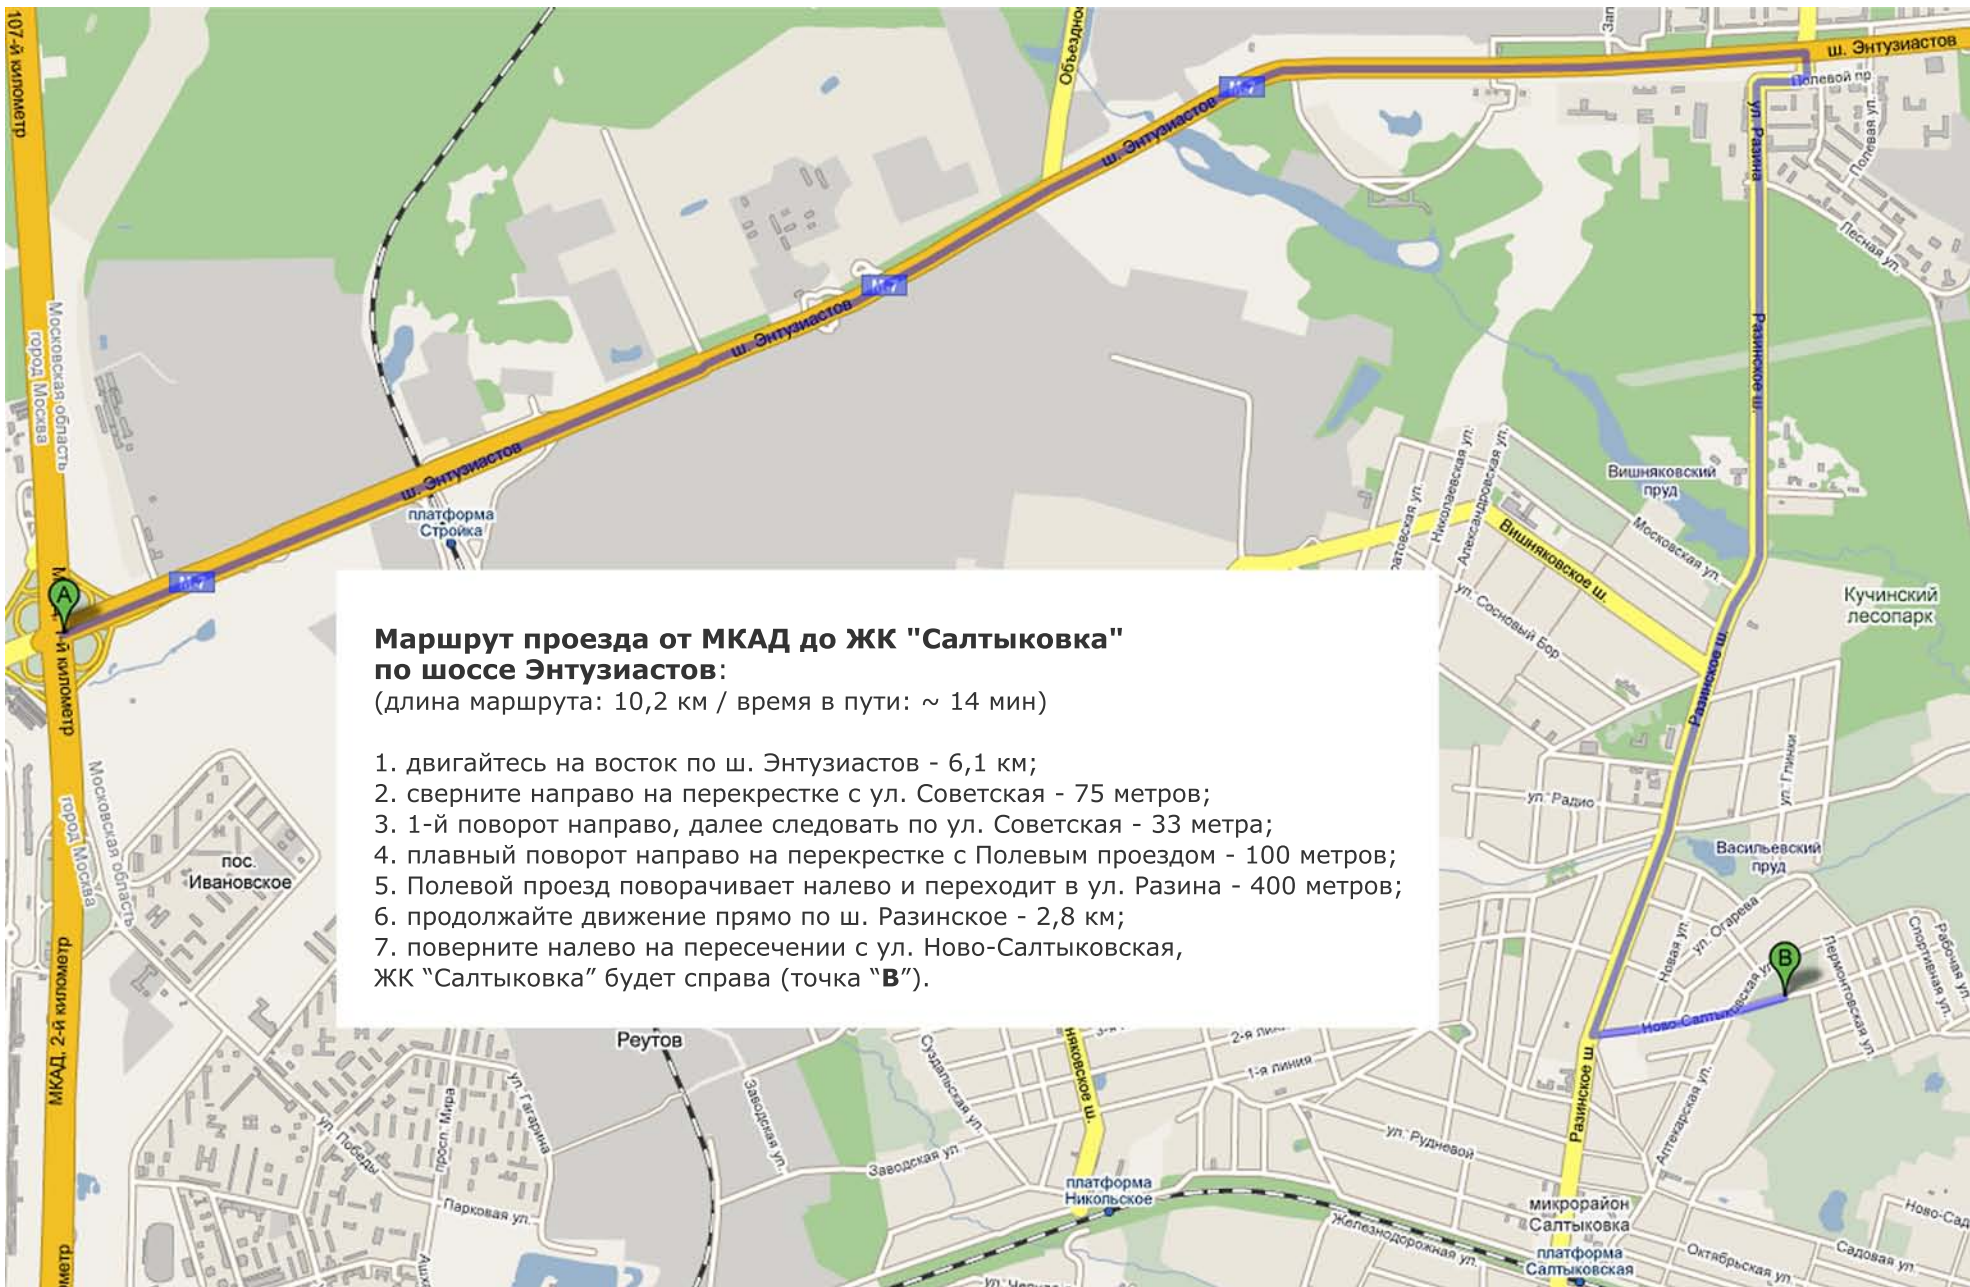 107-й километр
Объездно
Зап
ш. Энтузиастов
Полевой пр
ул. Разина
Полевая ул.
М-7
ш. Энтузиастов
Лесная ул.
М-7
ш. Энтузиастов
Московская область
город Москва
Разинское ш.
ш. Энтузиастов
платформа
Стройка
Николаевская ул.
Александровская ул.
Вишняковский
пруд
Вишняковское ш.
Московская ул.
М-7
A
ул. Сосновый Бор
Кучинский
лесопарк
Разинское ш.
Маршрут проезда от МКАД до ЖК "Салтыковка"
по шоссе Энтузиастов:
(длина маршрута: 10,2 км / время в пути: ~ 14 мин)
1. двигайтесь на восток по ш. Энтузиастов - 6,1 км;
2. сверните направо на перекрестке с ул. Советская - 75 метров;
3. 1-й поворот направо, далее следовать по ул. Советская - 33 метра;
4. плавный поворот направо на перекрестке с Полевым проездом - 100 метров;
5. Полевой проезд поворачивает налево и переходит в ул. Разина - 400 метров;
6. продолжайте движение прямо по ш. Разинское - 2,8 км;
7. поверните налево на пересечении с ул. Ново-Салтыковская,
ЖК “Салтыковка” будет справа (точка “B”).
Московская область
город Москва
ул. Глинки
ул. Радио
пос.
Ивановское
Васильевский
пруд
ул. Огарева
Новая ул.
B
Лермонтовская ул.
Спортивная ул.
Рабочая ул.
Ново-Салтыковская ул
МКАД, 2-й километр
Реутов
2-я лини
1-я линия
няковское ш.
Разинское ш.
Суздальская ул.
Заводская ул.
ул. Гагарина
просп. Мира
ул. Победы
Аптекарская ул.
ул. Рудневой
Заводская ул.
Парковая ул.
платформа
Никольское
микрорайон
Салтыковка
Железнодорожная ул.
платформа
Салтыковская
Октябрьская ул.
Садовая ул.
Ново-Сад
метр